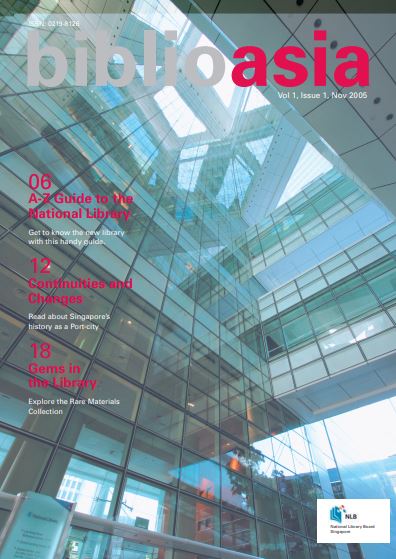 ISSN: 0219-8126
biblioasia
Vol 1, Issue 1, Nov 2005
06
A-Z Guide to the
National Library
Get to know the new library
with this handy guide.
12
Continuities and
Changes
Read about Singapore's
history as a Port-city
18
Gems in
the Library
Explore the Rare Materials
Collection
NLB
National Library Board
Singapore